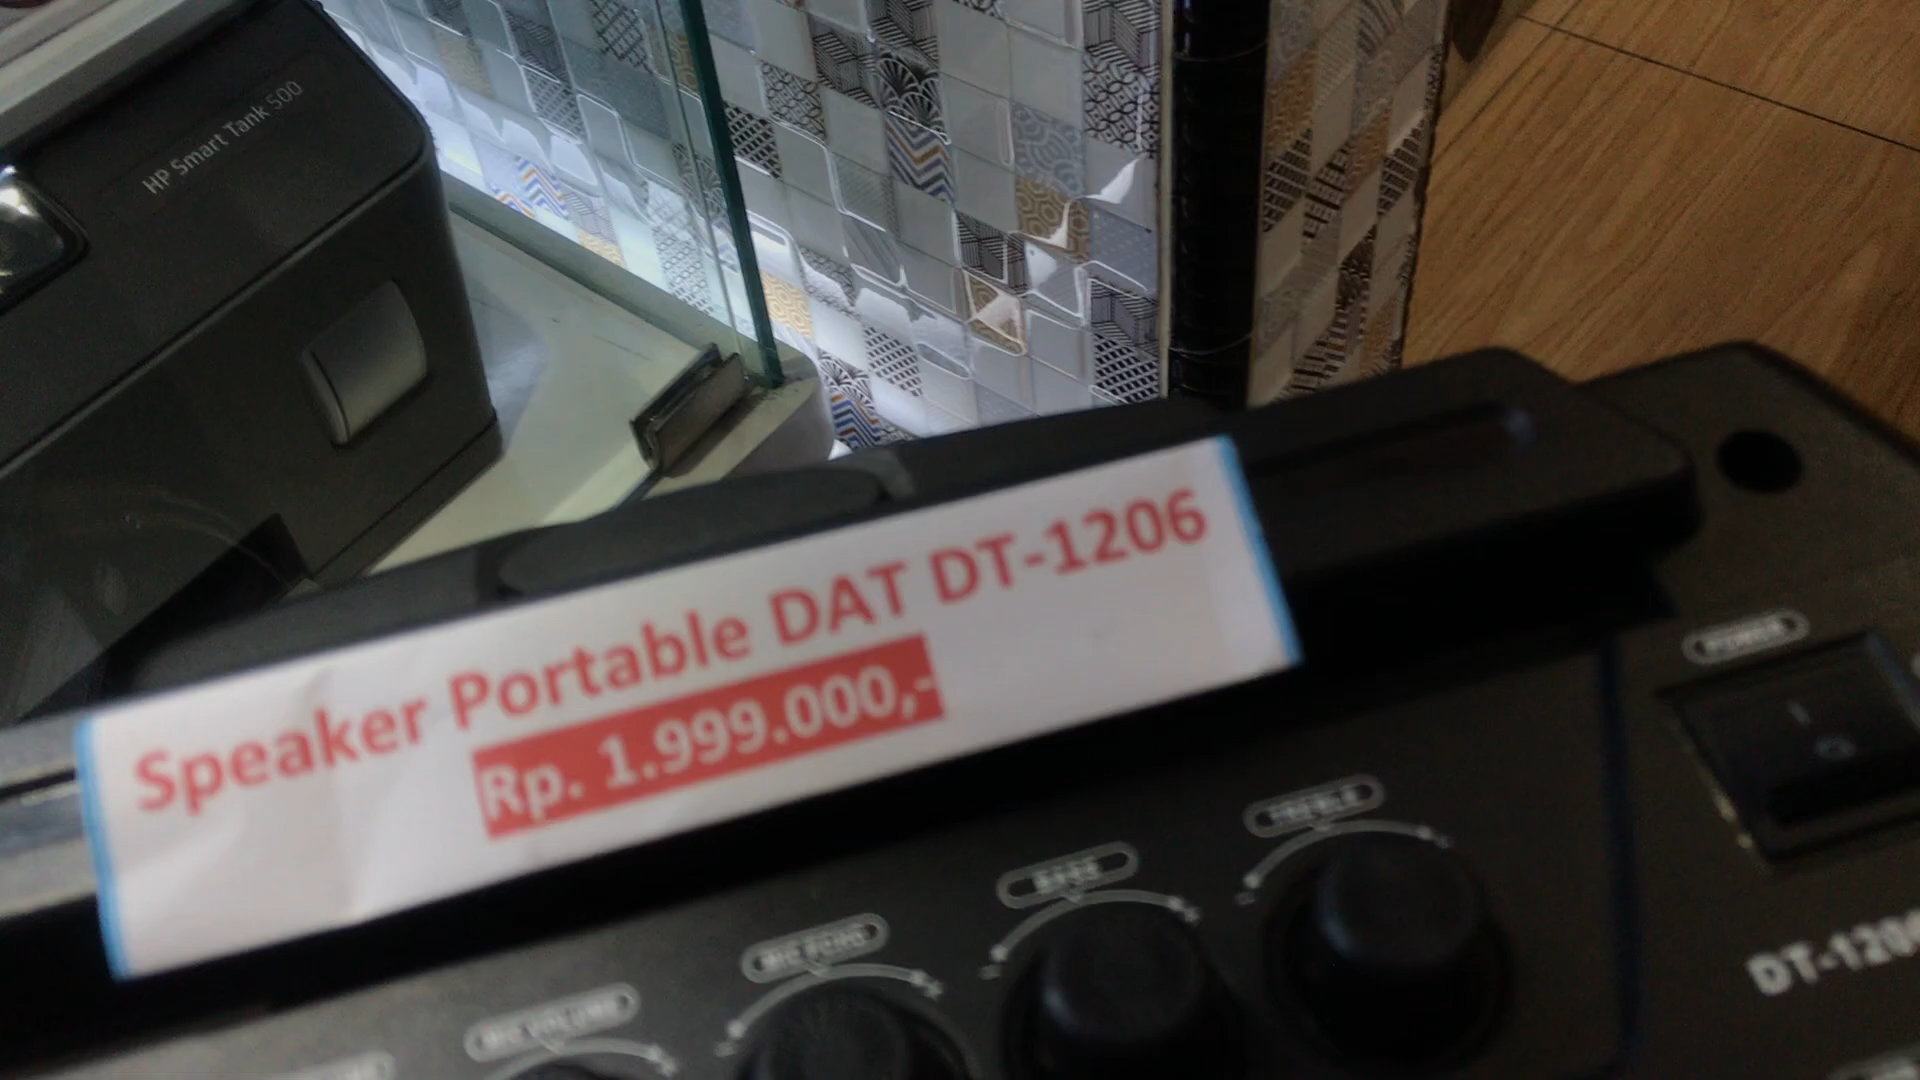 HP Smart Tank 500
Speaker Portable DAT DT-1206
Rp. 1.999.000,-
POWER
TREBLE
BASS
MIC ECHO
MIC VOLUME